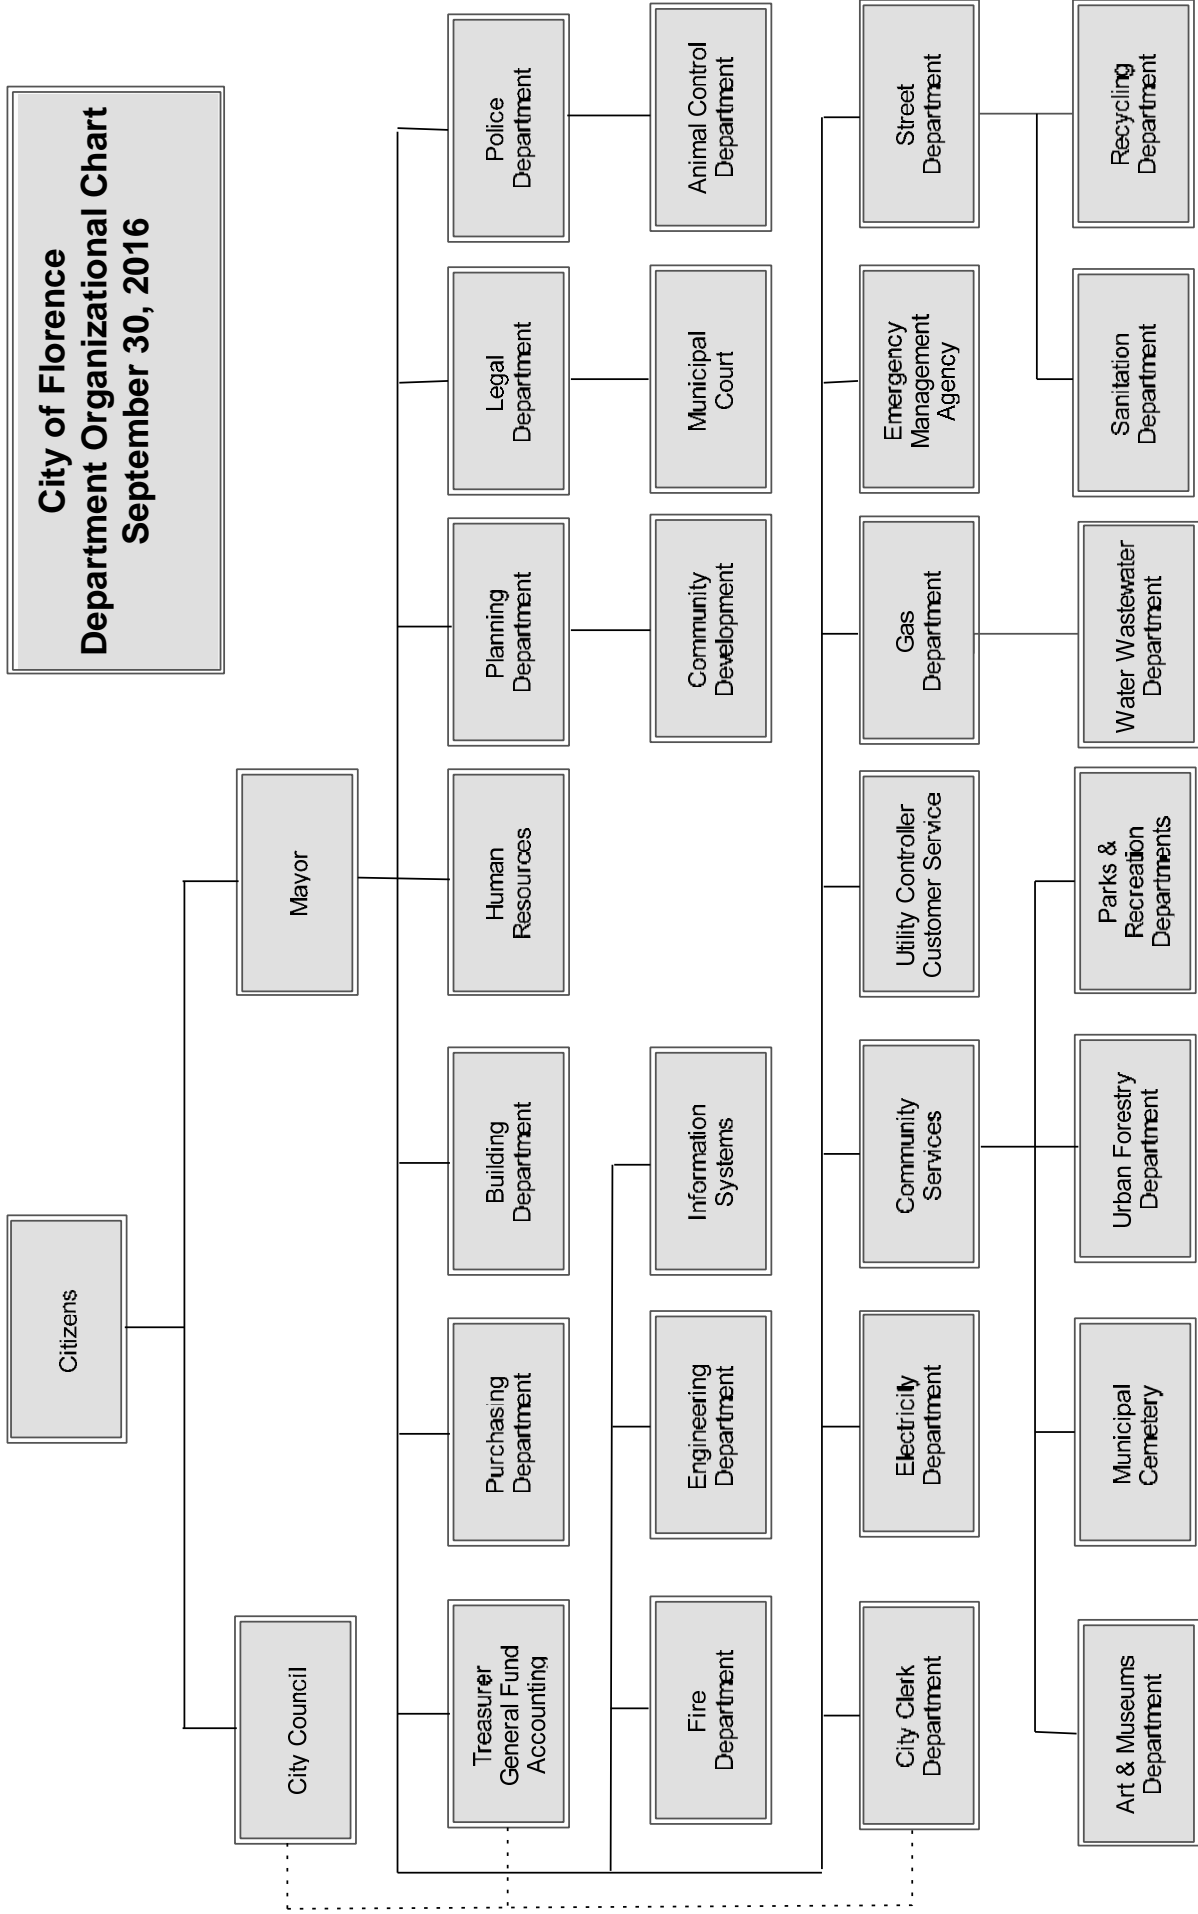 City of Florence
Department Organizational Chart
September 30, 2016
Citizens
City Council
Mayor
Treasurer
General Fund
Accounting
Purchasing
Department
Building
Department
Human
Resources
Planning
Department
Legal
Department
Police
Department
Fire
Department
Engineering
Department
Information
Systems
Community
Development
Municipal
Court
Animal Control
Department
City Clerk
Department
Electricity
Department
Community
Services
Utility Controller
Customer Service
Gas
Department
Emergency
Management
Agency
Street
Department
Art & Museums
Department
Municipal
Cemetery
Urban Forestry
Department
Parks &
Recreation
Departments
Water Wastewater
Department
Sanitation
Department
Recycling
Department